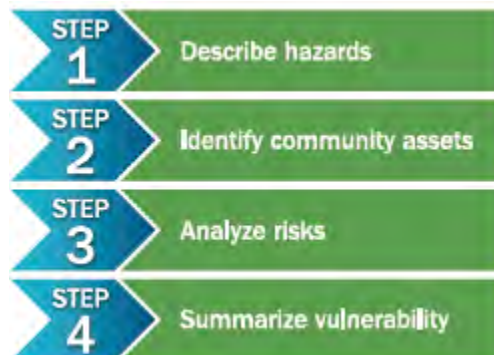 STEP
1
Describe hazards
STEP
2
Identify community assets
STEP
3
Analyze risks
STEP
4
Summarize vulnerability